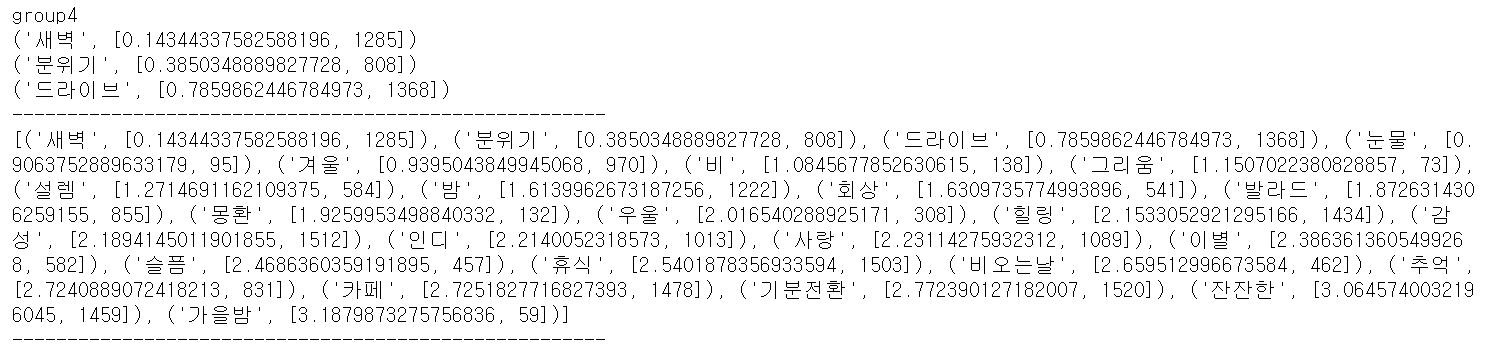 group4
('새벽', [0.14344337582588196, 1285])
('분위기', [0.3850348889827728, 808])
('드라이브', [0.7859862446784973, 1368])
------------------------------------------------------
[('새벽', [0.14344337582588196, 1285]), ('분위기', [0.3850348889827728, 808]), ('드라이브', [0.7859862446784973, 1368]), ('눈물', [0.
9063752889633179, 95]), ('겨울', [0.9395043849945068, 970]), ('비', [1.0845677852630615, 138]), ('그리움', [1.1507022380828857, 73]),
('설렘', [1.2714691162109375, 584]), ('밤', [1.6139962673187256, 1222]), ('회상', [1.6309735774993896, 541]), ('발라드', [1.872631430
6259155, 855]), ('몽환', [1.9259953498840332, 132]), ('우울', [2.016540288925171, 308]), ('힐링', [2.1533052921295166, 1434]), ('감
성', [2.1894145011901855, 1512]), ('인디', [2.2140052318573, 1013]), ('사랑', [2.23114275932312, 1089]), ('이별', [2.386361360549926
8, 582]), ('슬픔', [2.4686360359191895, 457]), ('휴식', [2.5401878356933594, 1503]), ('비오는날', [2.659512996673584, 462]), ('추억',
[2.7240889072418213, 831]), ('카페', [2.7251827716827393, 1478]), ('기분전환', [2.772390127182007, 1520]), ('잔잔한', [3.064574003219
6045, 1459]), ('가을밤', [3.1879873275756836, 59])]
------------------------------------------------------